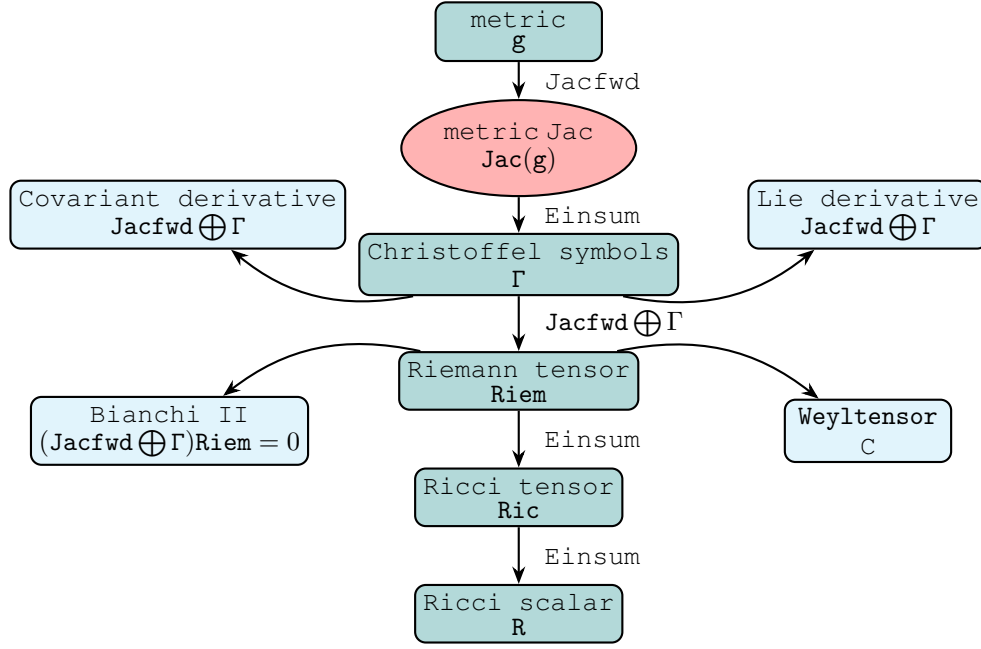 metric
g
Jacfwd
metric Jac
Jac(g)
Covariant derivative
Jacfwd⨁Γ
Einsum
Lie derivative
Jacfwd⨁Γ
Christoffel symbols
Γ
Jacfwd⨁Γ
Riemann tensor
Riem
Bianchi II
(Jacfwd⨁Γ)Riem = 0
Einsum
Weyltensor
C
Ricci tensor
Ric
Einsum
Ricci scalar
R